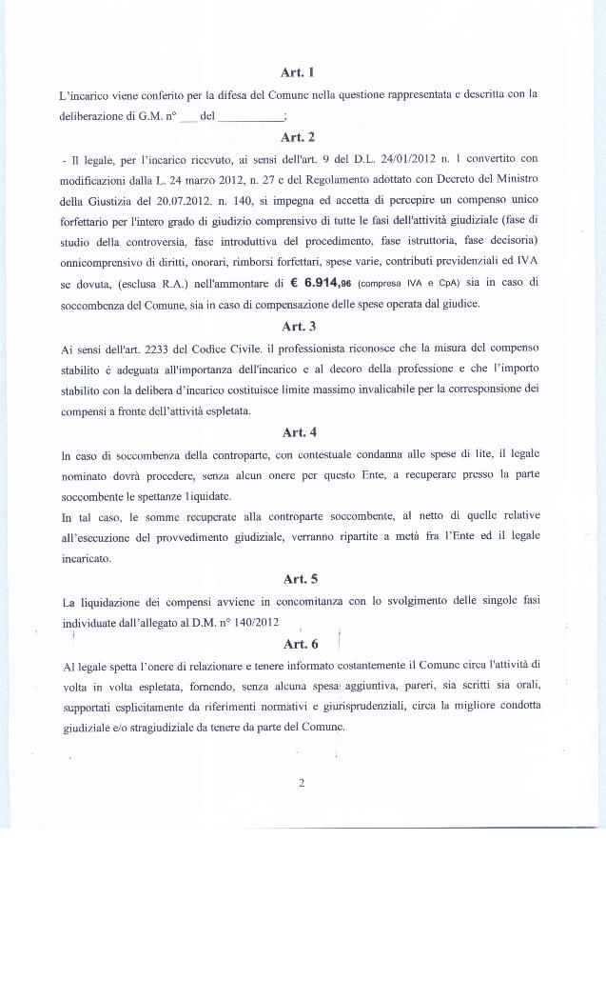 Art. 1
L'incarico viene conferito per la difesa del Comune nella questione rappresentata e descritta con la
deliberazione di G.M. n° ___ del ___________;
Art. 2
- Il legale, per l'incarico ricevuto, ai sensi dell'art. 9 del D.L. 24/01/2012 n. 1 convertito con
modificazioni dalla L. 24 marzo 2012, n. 27 e del Regolamento adottato con Decreto del Ministro
della Giustizia del 20.07.2012. n. 140, si impegna ed accetta di percepire un compenso unico
forfettario per l'intero grado di giudizio comprensivo di tutte le fasi dell'attività giudiziale (fase di
studio della controversia, fase introduttiva del procedimento, fase istruttoria, fase decisoria)
onnicomprensivo di diritti, onorari, rimborsi forfettari, spese varie, contributi previdenziali ed IVA
se dovuta, (esclusa R.A.) nell'ammontare di € 6.914,96 (compresa IVA e CpA) sia in caso di
soccombenza del Comune, sia in caso di compensazione delle spese operata dal giudice.
Art. 3
Ai sensi dell'art. 2233 del Codice Civile. il professionista riconosce che la misura del compenso
stabilito é adeguata all'importanza dell'incarico e al decoro della professione e che l'importo
stabilito con la delibera d'incarico costituisce limite massimo invalicabile per la corresponsione dei
compensi a fronte dell'attività espletata.
Art. 4
In caso di soccombenza della controparte, con contestuale condanna alle spese di lite, il legale
nominato dovrà procedere, senza alcun onere per questo Ente, a recuperare presso la parte
soccombente le spettanze liquidate.
In tal caso, le somme recuperate alla controparte soccombente, al netto di quelle relative
all'esecuzione del provvedimento giudiziale, verranno ripartite a metà fra l'Ente ed il legale
incaricato.
Art. 5
La liquidazione dei compensi avviene in concomitanza con lo svolgimento delle singole fasi
individuate dall'allegato al D.M. n° 140/2012
Art. 6
Al legale spetta l'onere di relazionare e tenere informato costantemente il Comune circa l'attività di
volta in volta espletata, fornendo, senza alcuna spesa aggiuntiva, pareri, sia scritti sia orali,
supportati esplicitamente da riferimenti normativi e giurisprudenziali, circa la migliore condotta
giudiziale e/o stragiudiziale da tenere da parte del Comune.
2